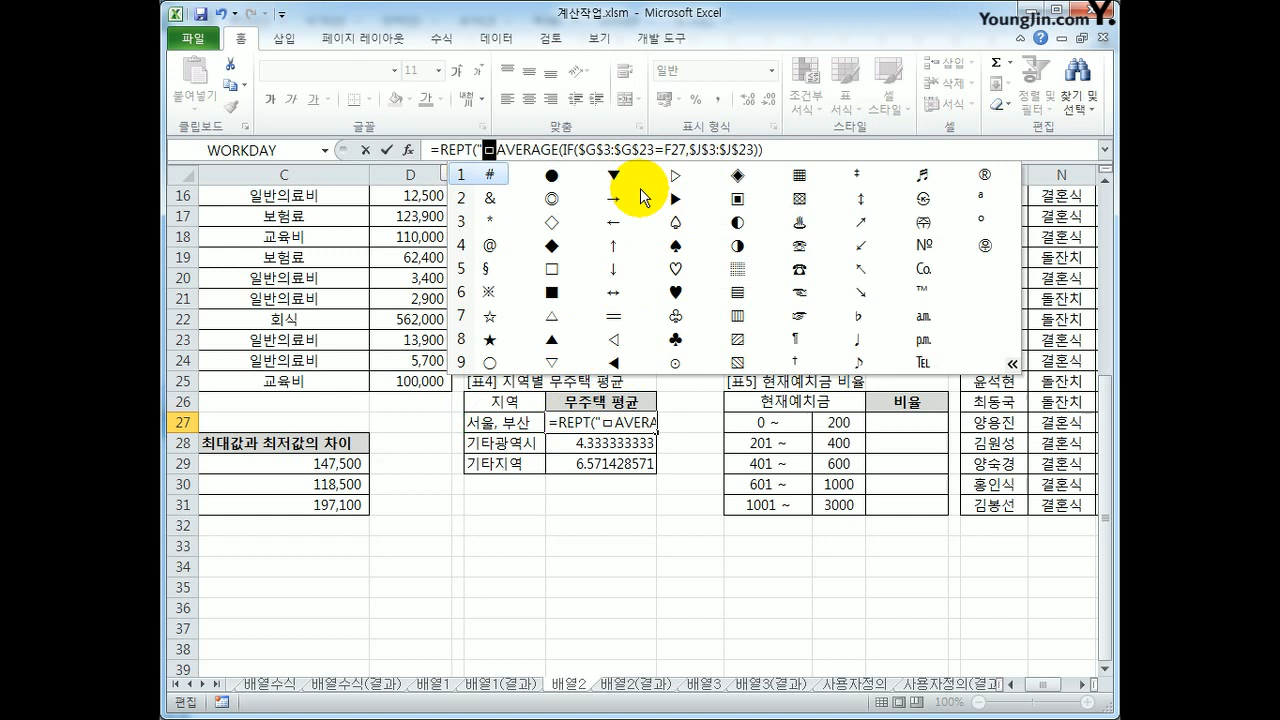 계산작업.xlsm - Microsoft Excel
YoungJin.com Y.
파일 홈 삽입 페이지 레이아웃 수식 데이터 검토 보기 개발 도구
붙여넣기 11 가 가 가 가 가 일반 % , 조건부 서식 표 서식 셀 스타일 Σ 삽입 삭제 서식 정렬 및 필터 찾기 및 선택
클립보드 글꼴 맞춤 표시 형식 스타일 셀 편집
WORKDAY =REPT("ㅁAVERAGE(IF($G$3:$G$23=F27,$J$3:$J$23))
C D N
1 # ● ▼ ▷ ◈ ▦ ‡ ♬ ®
2 & ◎ → ▶ ▣ ▩ ↕ ㉿ ª
3 * ◇ ← ♤ ◐ ♨ ↗ ㈜ º
4 @ ◆ ↑ ♠ ◑ ☏ ↙ № ㉾
5 § □ ↓ ♡ ▒ ☎ ↖ ㏇
6 ※ ■ ↔ ♥ ▤ ☜ ↘ ™
7 ☆ △ 〓 ♧ ▥ ☞ ♭ ㏂
8 ★ ▲ ◁ ♣ ▨ ¶ ♩ ㏘
9 ○ ▽ ◀ ⊙ ▧ † ♪ ℡ «
16 일반의료비 12,500 결혼식
17 보험료 123,900 결혼식
18 교육비 110,000 결혼식
19 보험료 62,400 돌잔치
20 일반의료비 3,400 결혼식
21 일반의료비 2,900 돌잔치
22 회식 562,000 돌잔치
23 일반의료비 13,900 결혼식
24 일반의료비 5,700 결혼식
25 교육비 100,000 [표4] 지역별 무주택 평균 [표5] 현재예치금 비율 윤석현 돌잔치
26 지역 무주택 평균 현재예치금 비율 최동국 돌잔치
27 서울, 부산 =REPT("ㅁAVERA 0 ~ 200 양용진 결혼식
28 최대값과 최저값의 차이 기타광역시 4.333333333 201 ~ 400 김원성 결혼식
29 147,500 기타지역 6.571428571 401 ~ 600 양숙경 결혼식
30 118,500 601 ~ 1000 홍인식 결혼식
31 197,100 1001 ~ 3000 김봉선 결혼식
32
33
34
35
36
37
38
39
배열수식 배열수식(결과) 배열1 배열1(결과) 배열2 배열2(결과) 배열3 배열3(결과) 사용자정의 사용자정의(결과
편집 100%